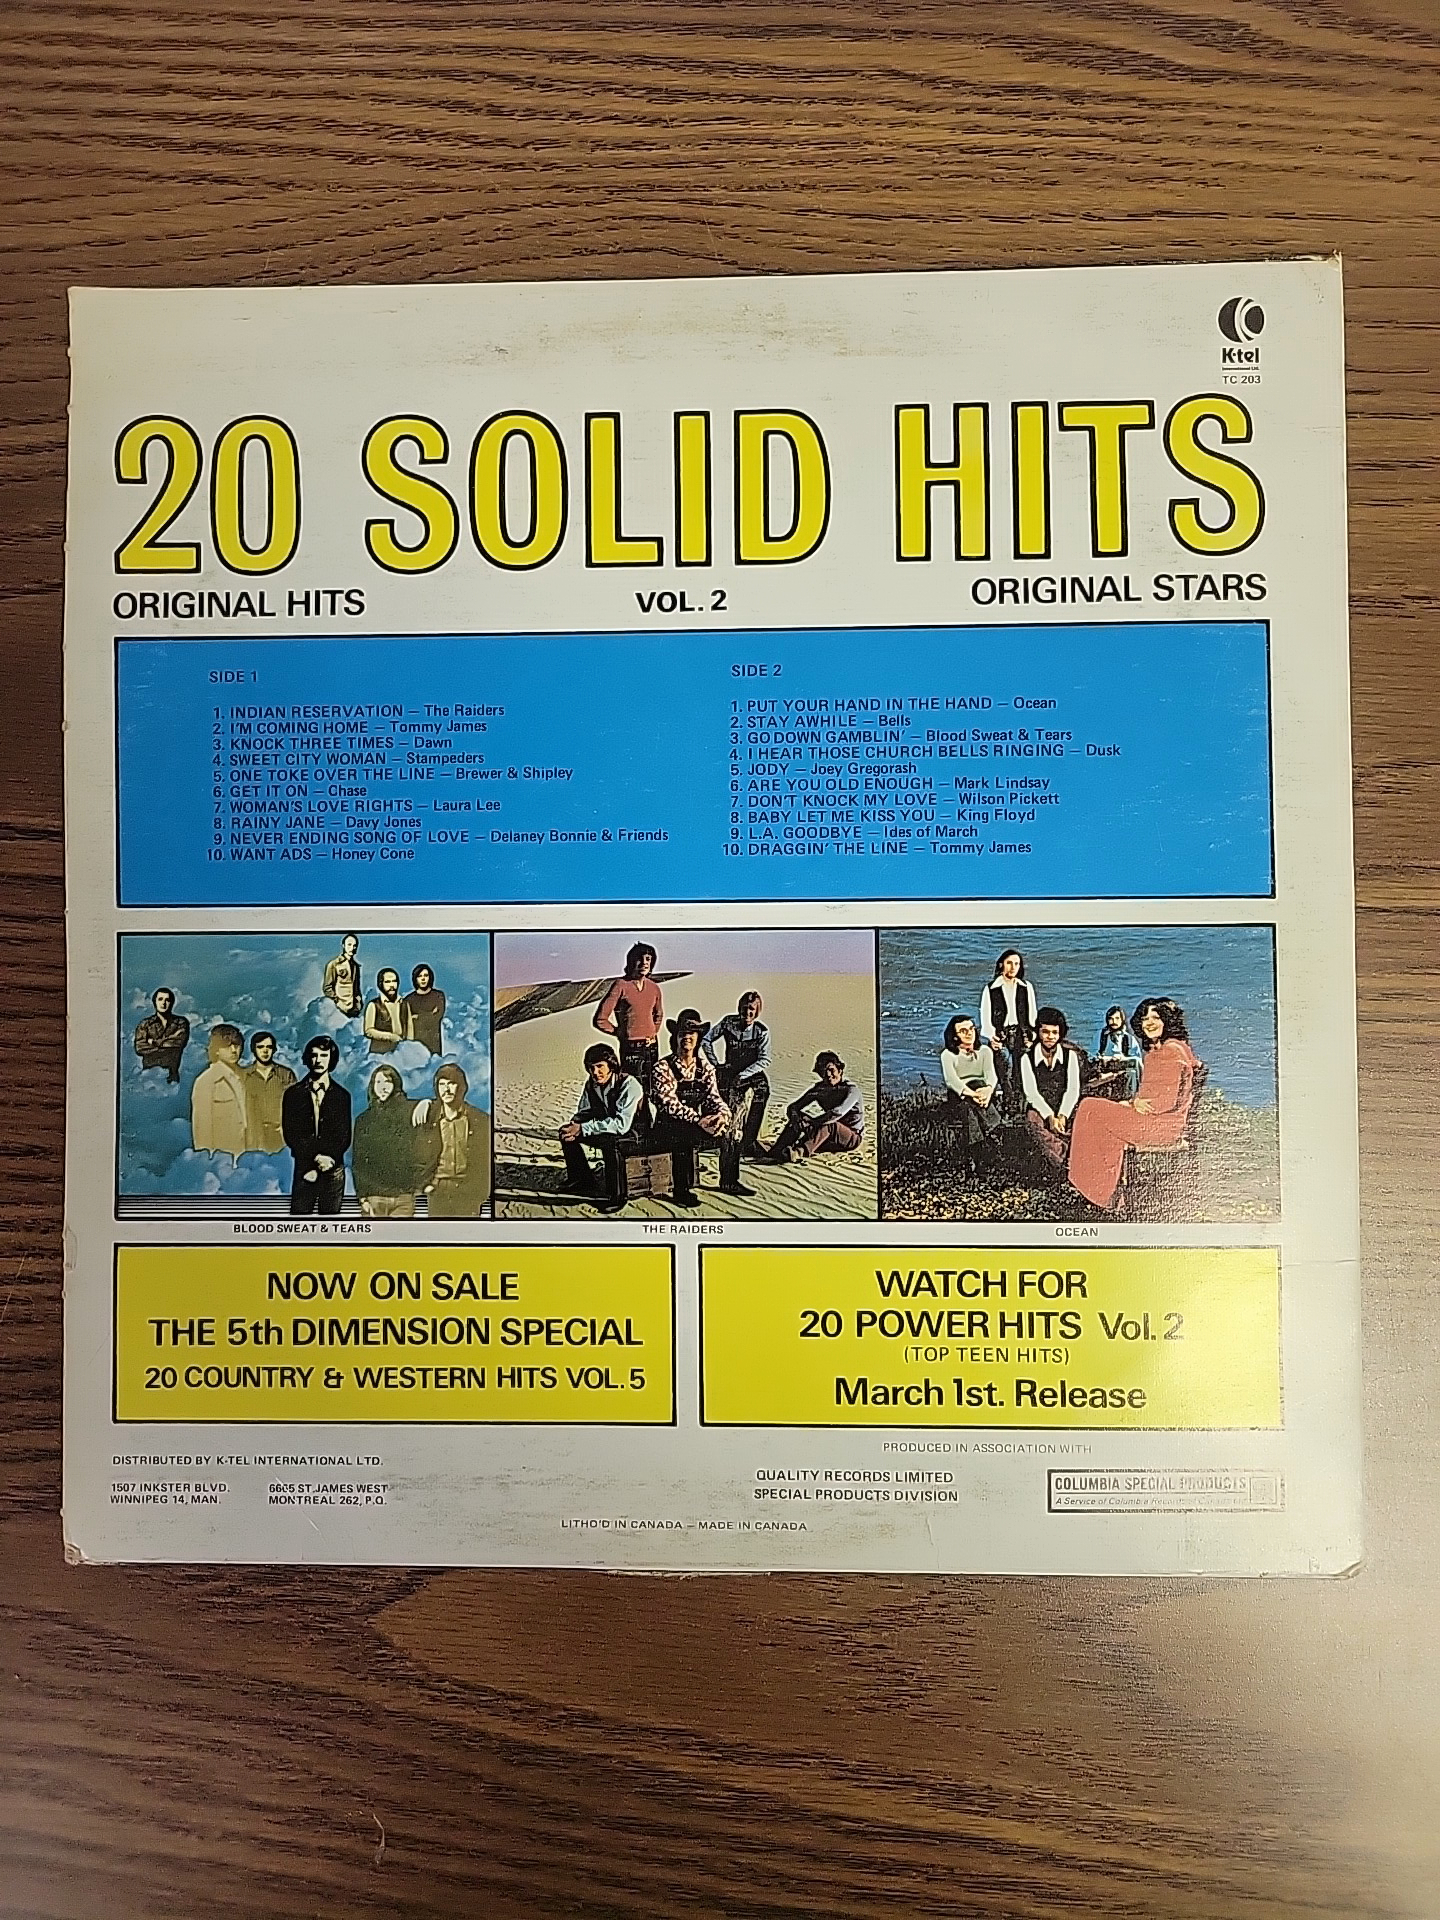 K-tel
International Ltd.
TC 203
20 SOLID HITS
ORIGINAL HITS VOL. 2 ORIGINAL STARS
SIDE 1
1. INDIAN RESERVATION — The Raiders
2. I'M COMING HOME — Tommy James
3. KNOCK THREE TIMES — Dawn
4. SWEET CITY WOMAN — Stampeders
5. ONE TOKE OVER THE LINE — Brewer & Shipley
6. GET IT ON — Chase
7. WOMAN'S LOVE RIGHTS — Laura Lee
8. RAINY JANE — Davy Jones
9. NEVER ENDING SONG OF LOVE — Delaney Bonnie & Friends
10. WANT ADS — Honey Cone
SIDE 2
1. PUT YOUR HAND IN THE HAND — Ocean
2. STAY AWHILE — Bells
3. GO DOWN GAMBLIN' — Blood Sweat & Tears
4. I HEAR THOSE CHURCH BELLS RINGING — Dusk
5. JODY — Joey Gregorash
6. ARE YOU OLD ENOUGH — Mark Lindsay
7. DON'T KNOCK MY LOVE — Wilson Pickett
8. BABY LET ME KISS YOU — King Floyd
9. L.A. GOODBYE — Ides of March
10. DRAGGIN' THE LINE — Tommy James
BLOOD SWEAT & TEARS
THE RAIDERS
OCEAN
NOW ON SALE
THE 5th DIMENSION SPECIAL
20 COUNTRY & WESTERN HITS VOL. 5
WATCH FOR
20 POWER HITS Vol. 2
(TOP TEEN HITS)
March 1st. Release
DISTRIBUTED BY K-TEL INTERNATIONAL LTD.
1507 INKSTER BLVD.
WINNIPEG 14, MAN.
6665 ST. JAMES WEST
MONTREAL 262, P.Q.
PRODUCED IN ASSOCIATION WITH
QUALITY RECORDS LIMITED
SPECIAL PRODUCTS DIVISION
COLUMBIA SPECIAL PRODUCTS
A Service of Columbia Records
LITHO'D IN CANADA — MADE IN CANADA